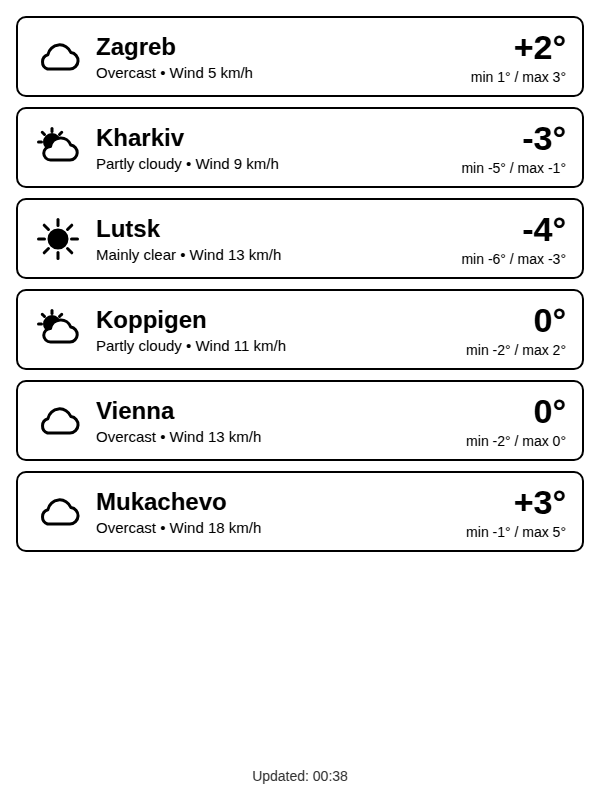 Zagreb
+2°
Overcast • Wind 5 km/h
min 1° / max 3°
Kharkiv
-3°
Partly cloudy • Wind 9 km/h
min -5° / max -1°
Lutsk
-4°
Mainly clear • Wind 13 km/h
min -6° / max -3°
Koppigen
0°
Partly cloudy • Wind 11 km/h
min -2° / max 2°
Vienna
0°
Overcast • Wind 13 km/h
min -2° / max 0°
Mukachevo
+3°
Overcast • Wind 18 km/h
min -1° / max 5°
Updated: 00:38